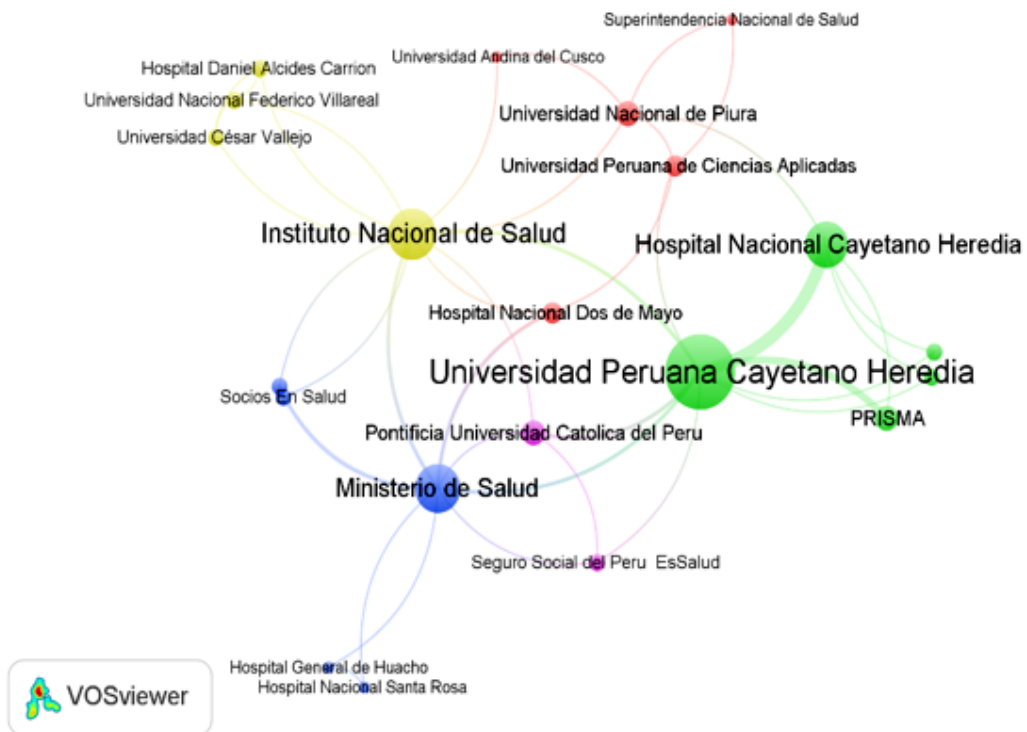 Superintendencia Nacional de Salud
Universidad Andina del Cusco
Hospital Daniel Alcides Carrion
Universidad Nacional Federico Villareal
Universidad Nacional de Piura
Universidad César Vallejo
Universidad Peruana de Ciencias Aplicadas
Instituto Nacional de Salud
Hospital Nacional Cayetano Heredia
Hospital Nacional Dos de Mayo
Universidad Peruana Cayetano Heredia
Socios En Salud
PRISMA
Pontificia Universidad Catolica del Peru
Ministerio de Salud
Seguro Social del Peru EsSalud
Hospital General de Huacho
Hospital Nacional Santa Rosa
VOSviewer